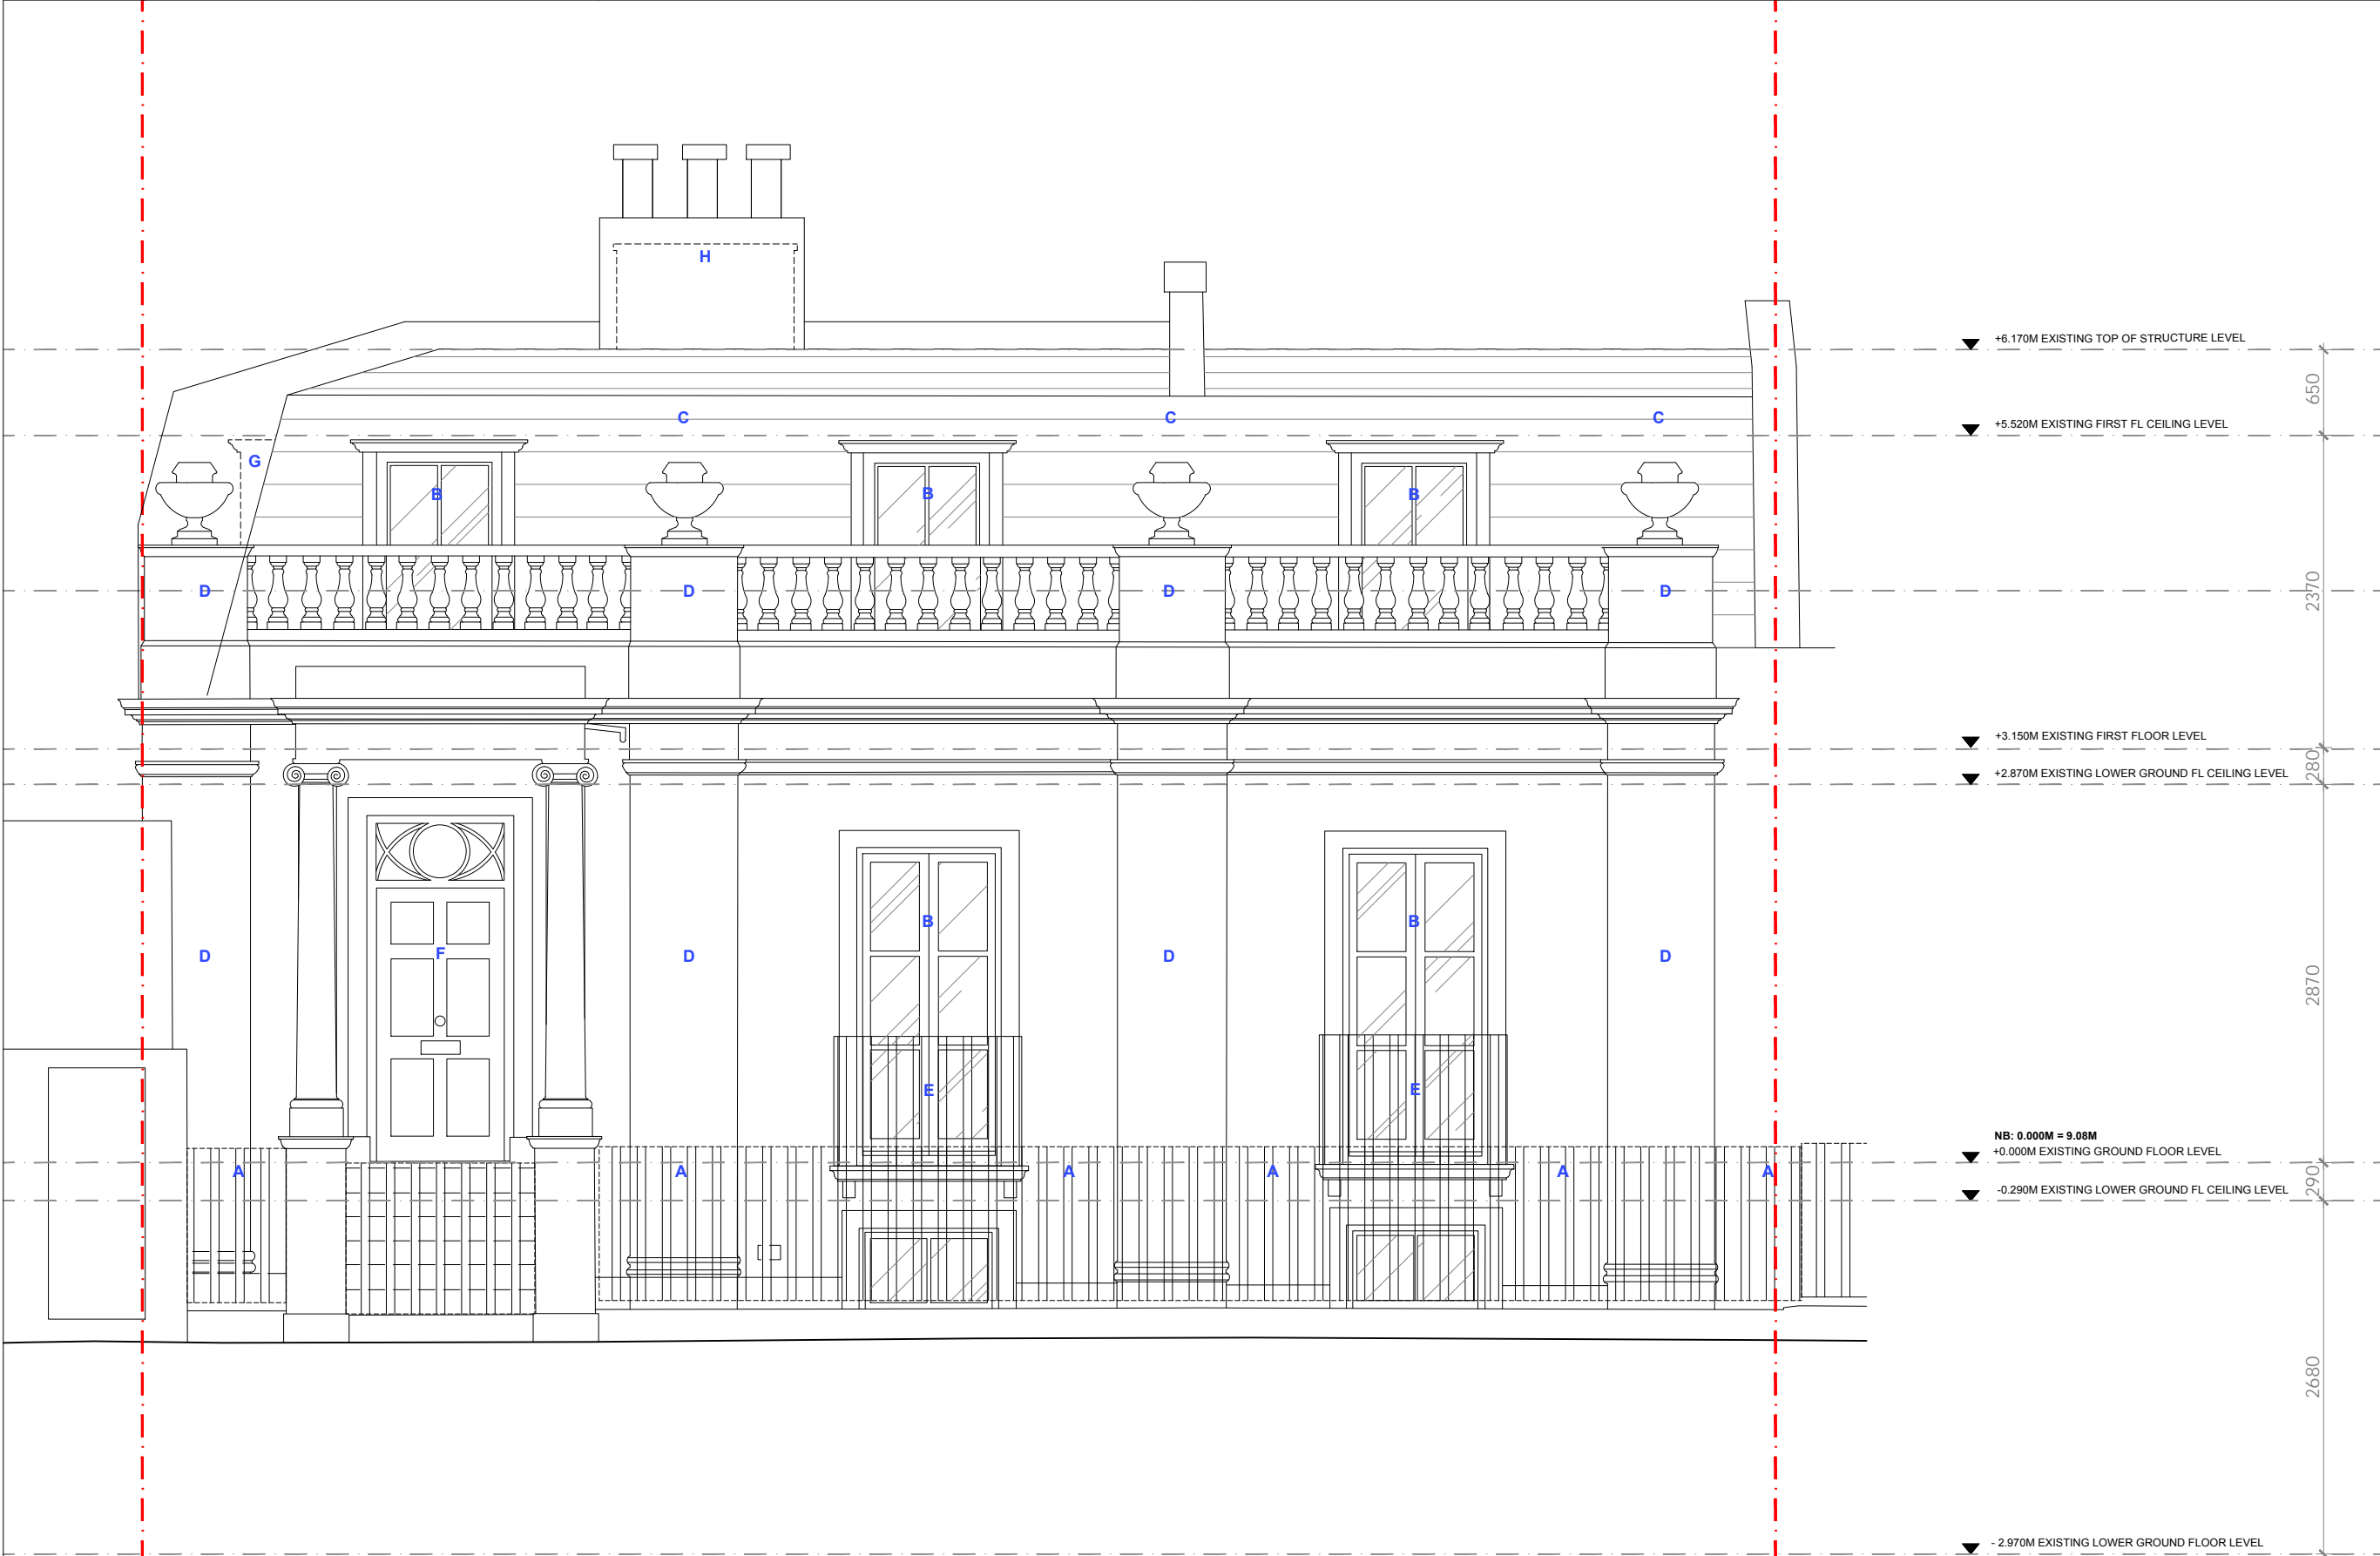 H
+6.170M EXISTING TOP OF STRUCTURE LEVEL
650
C C C
+5.520M EXISTING FIRST FL CEILING LEVEL
G
B B B
D D D D
2370
+3.150M EXISTING FIRST FLOOR LEVEL
280
+2.870M EXISTING LOWER GROUND FL CEILING LEVEL
B B
F
D D D D
2870
E E
NB: 0.000M = 9.08M
+0.000M EXISTING GROUND FLOOR LEVEL
A A A A A A
290
-0.290M EXISTING LOWER GROUND FL CEILING LEVEL
2680
- 2.970M EXISTING LOWER GROUND FLOOR LEVEL